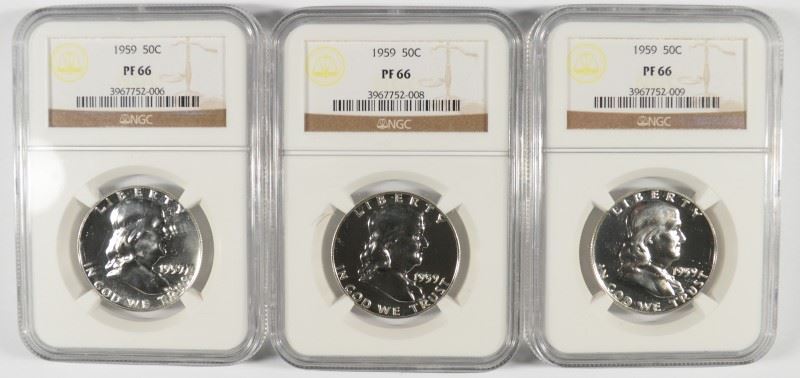 1959 50C
PF 66
3967752-006
NGC
LIBERTY
1959
IN GOD WE TRUST
1959 50C
PF 66
3967752-008
NGC
LIBERTY
1959
IN GOD WE TRUST
1959 50C
PF 66
3967752-009
NGC
LIBERTY
1959
IN GOD WE TRUST